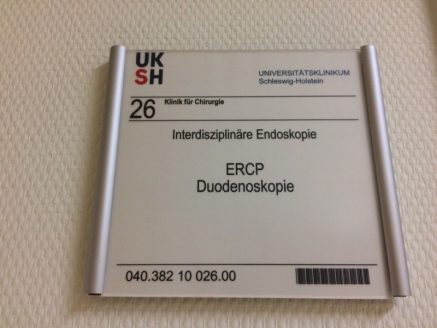 UK
SH
UNIVERSITÄTSKLINIKUM
Schleswig-Holstein
26 Klinik für Chirurgie
Interdisziplinäre Endoskopie
ERCP
Duodenoskopie
040.382 10 026.00